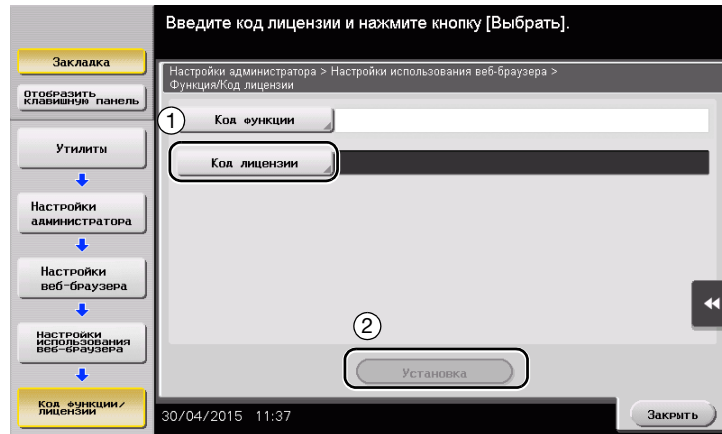 Введите код лицензии и нажмите кнопку [Выбрать].
Закладка
Отобразить
клавишную панель
Утилиты
Настройки
администратора
Настройки
веб-браузера
Настройки
использования
веб-браузера
Код функции/
лицензии
Настройки администратора > Настройки использования веб-браузера >
Функция/Код лицензии
1
Код функции
Код лицензии
2
Установка
30/04/2015 11:37
Закрыть